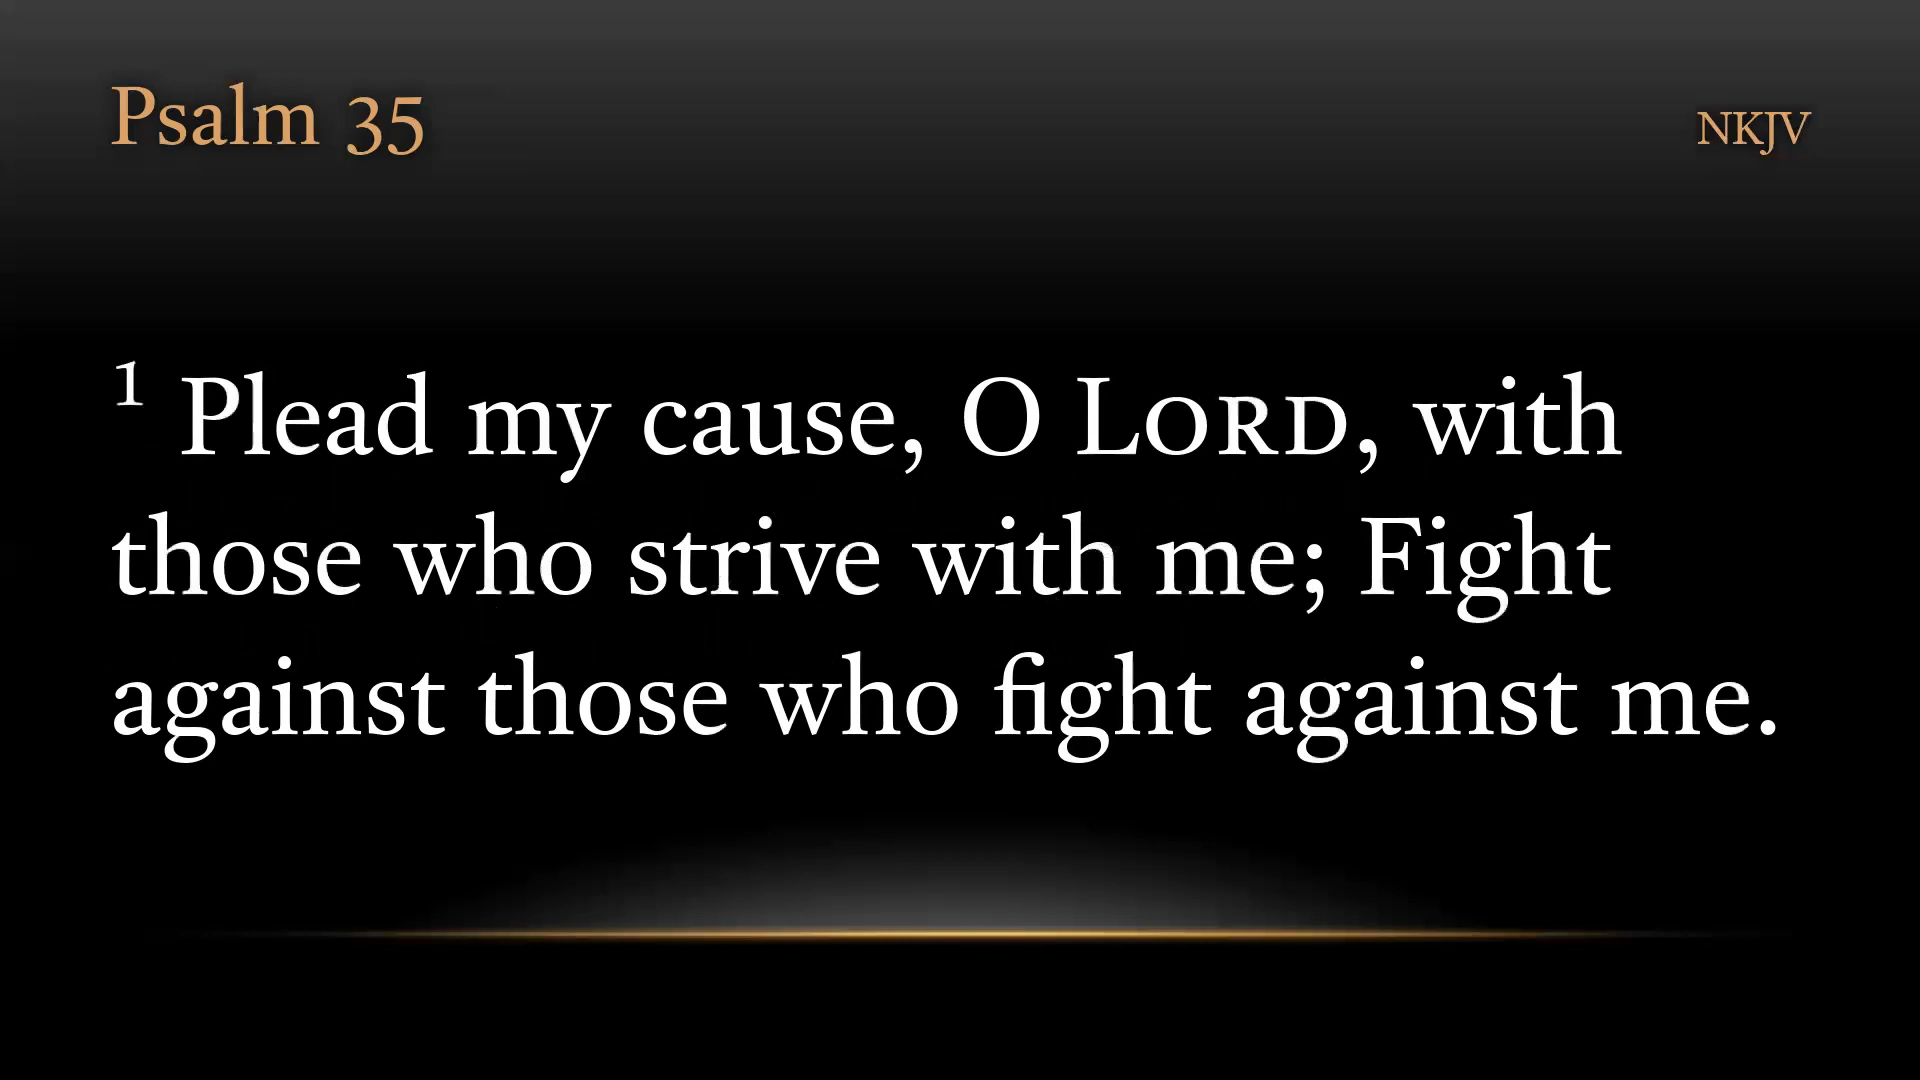 Psalm 35
NKJV
1 Plead my cause, O LORD, with
those who strive with me; Fight
against those who fight against me.